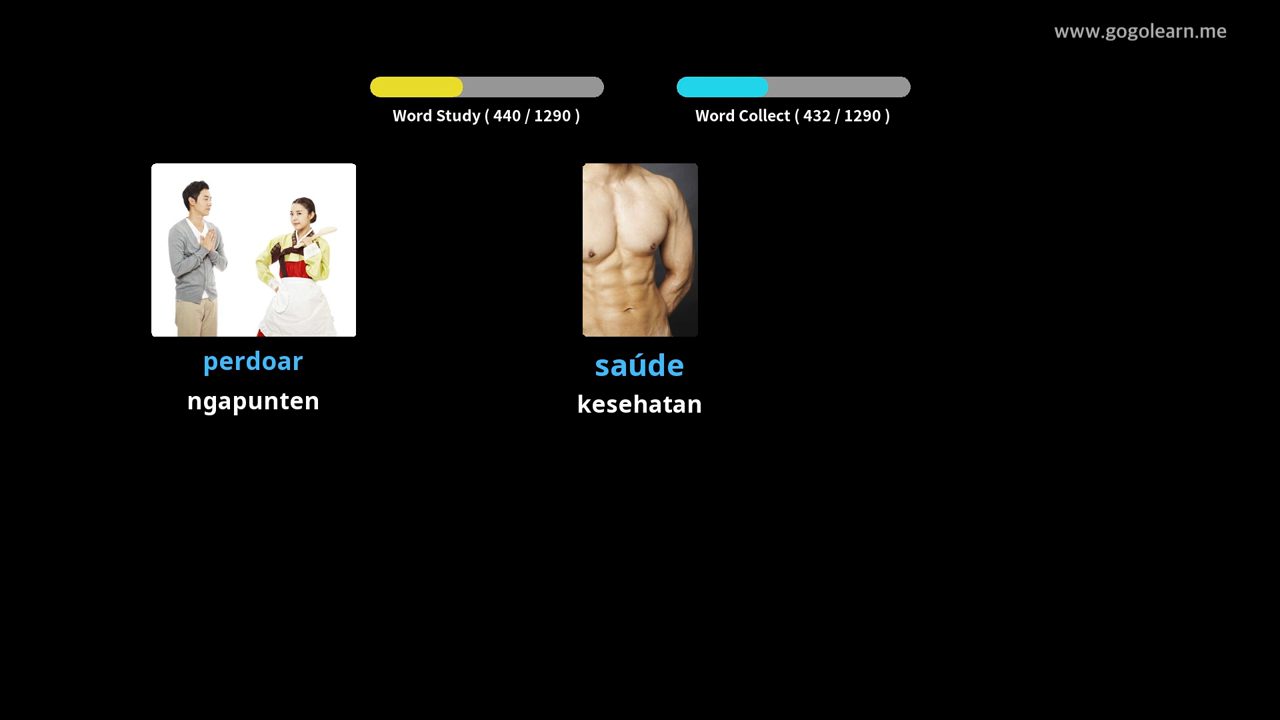 www.gogolearn.me
Word Study ( 440 / 1290 )
Word Collect ( 432 / 1290 )
perdoar
ngapunten
saúde
kesehatan